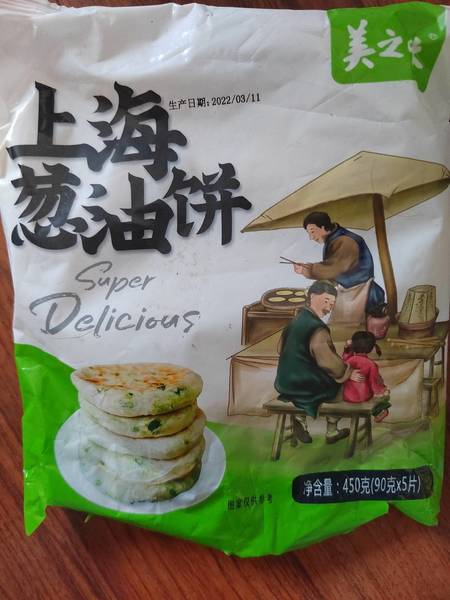 美之
生产日期：2022/03/11
上海
葱油饼
Super
Delicious
净含量：450克(90克x5片)
图案仅供参考